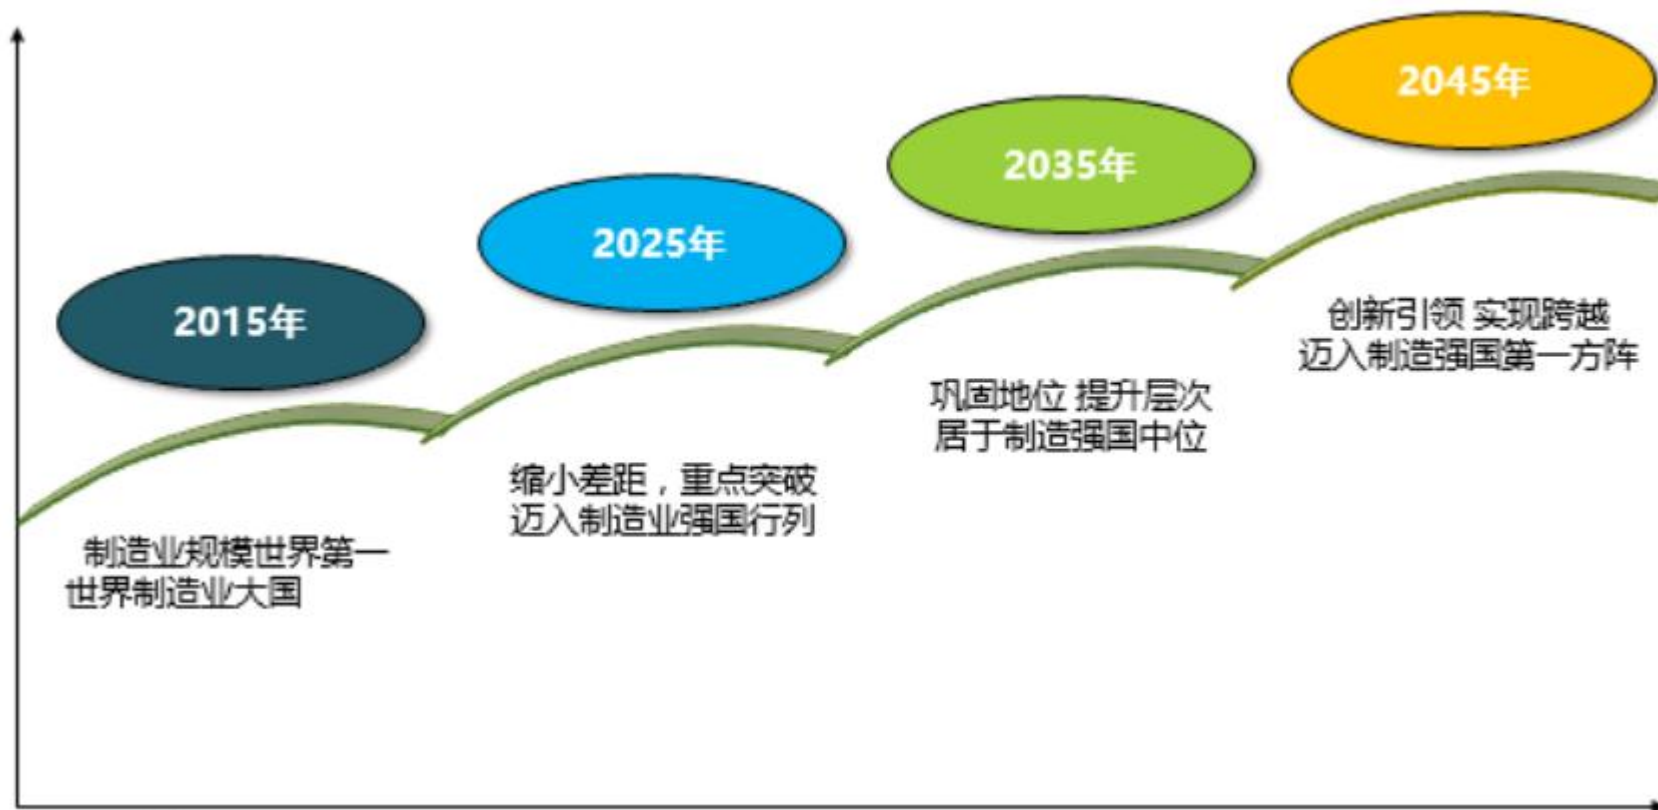 2015年
制造业规模世界第一
世界制造业大国
2025年
缩小差距，重点突破
迈入制造业强国行列
2035年
巩固地位 提升层次
居于制造强国中位
2045年
创新引领 实现跨越
迈入制造强国第一方阵